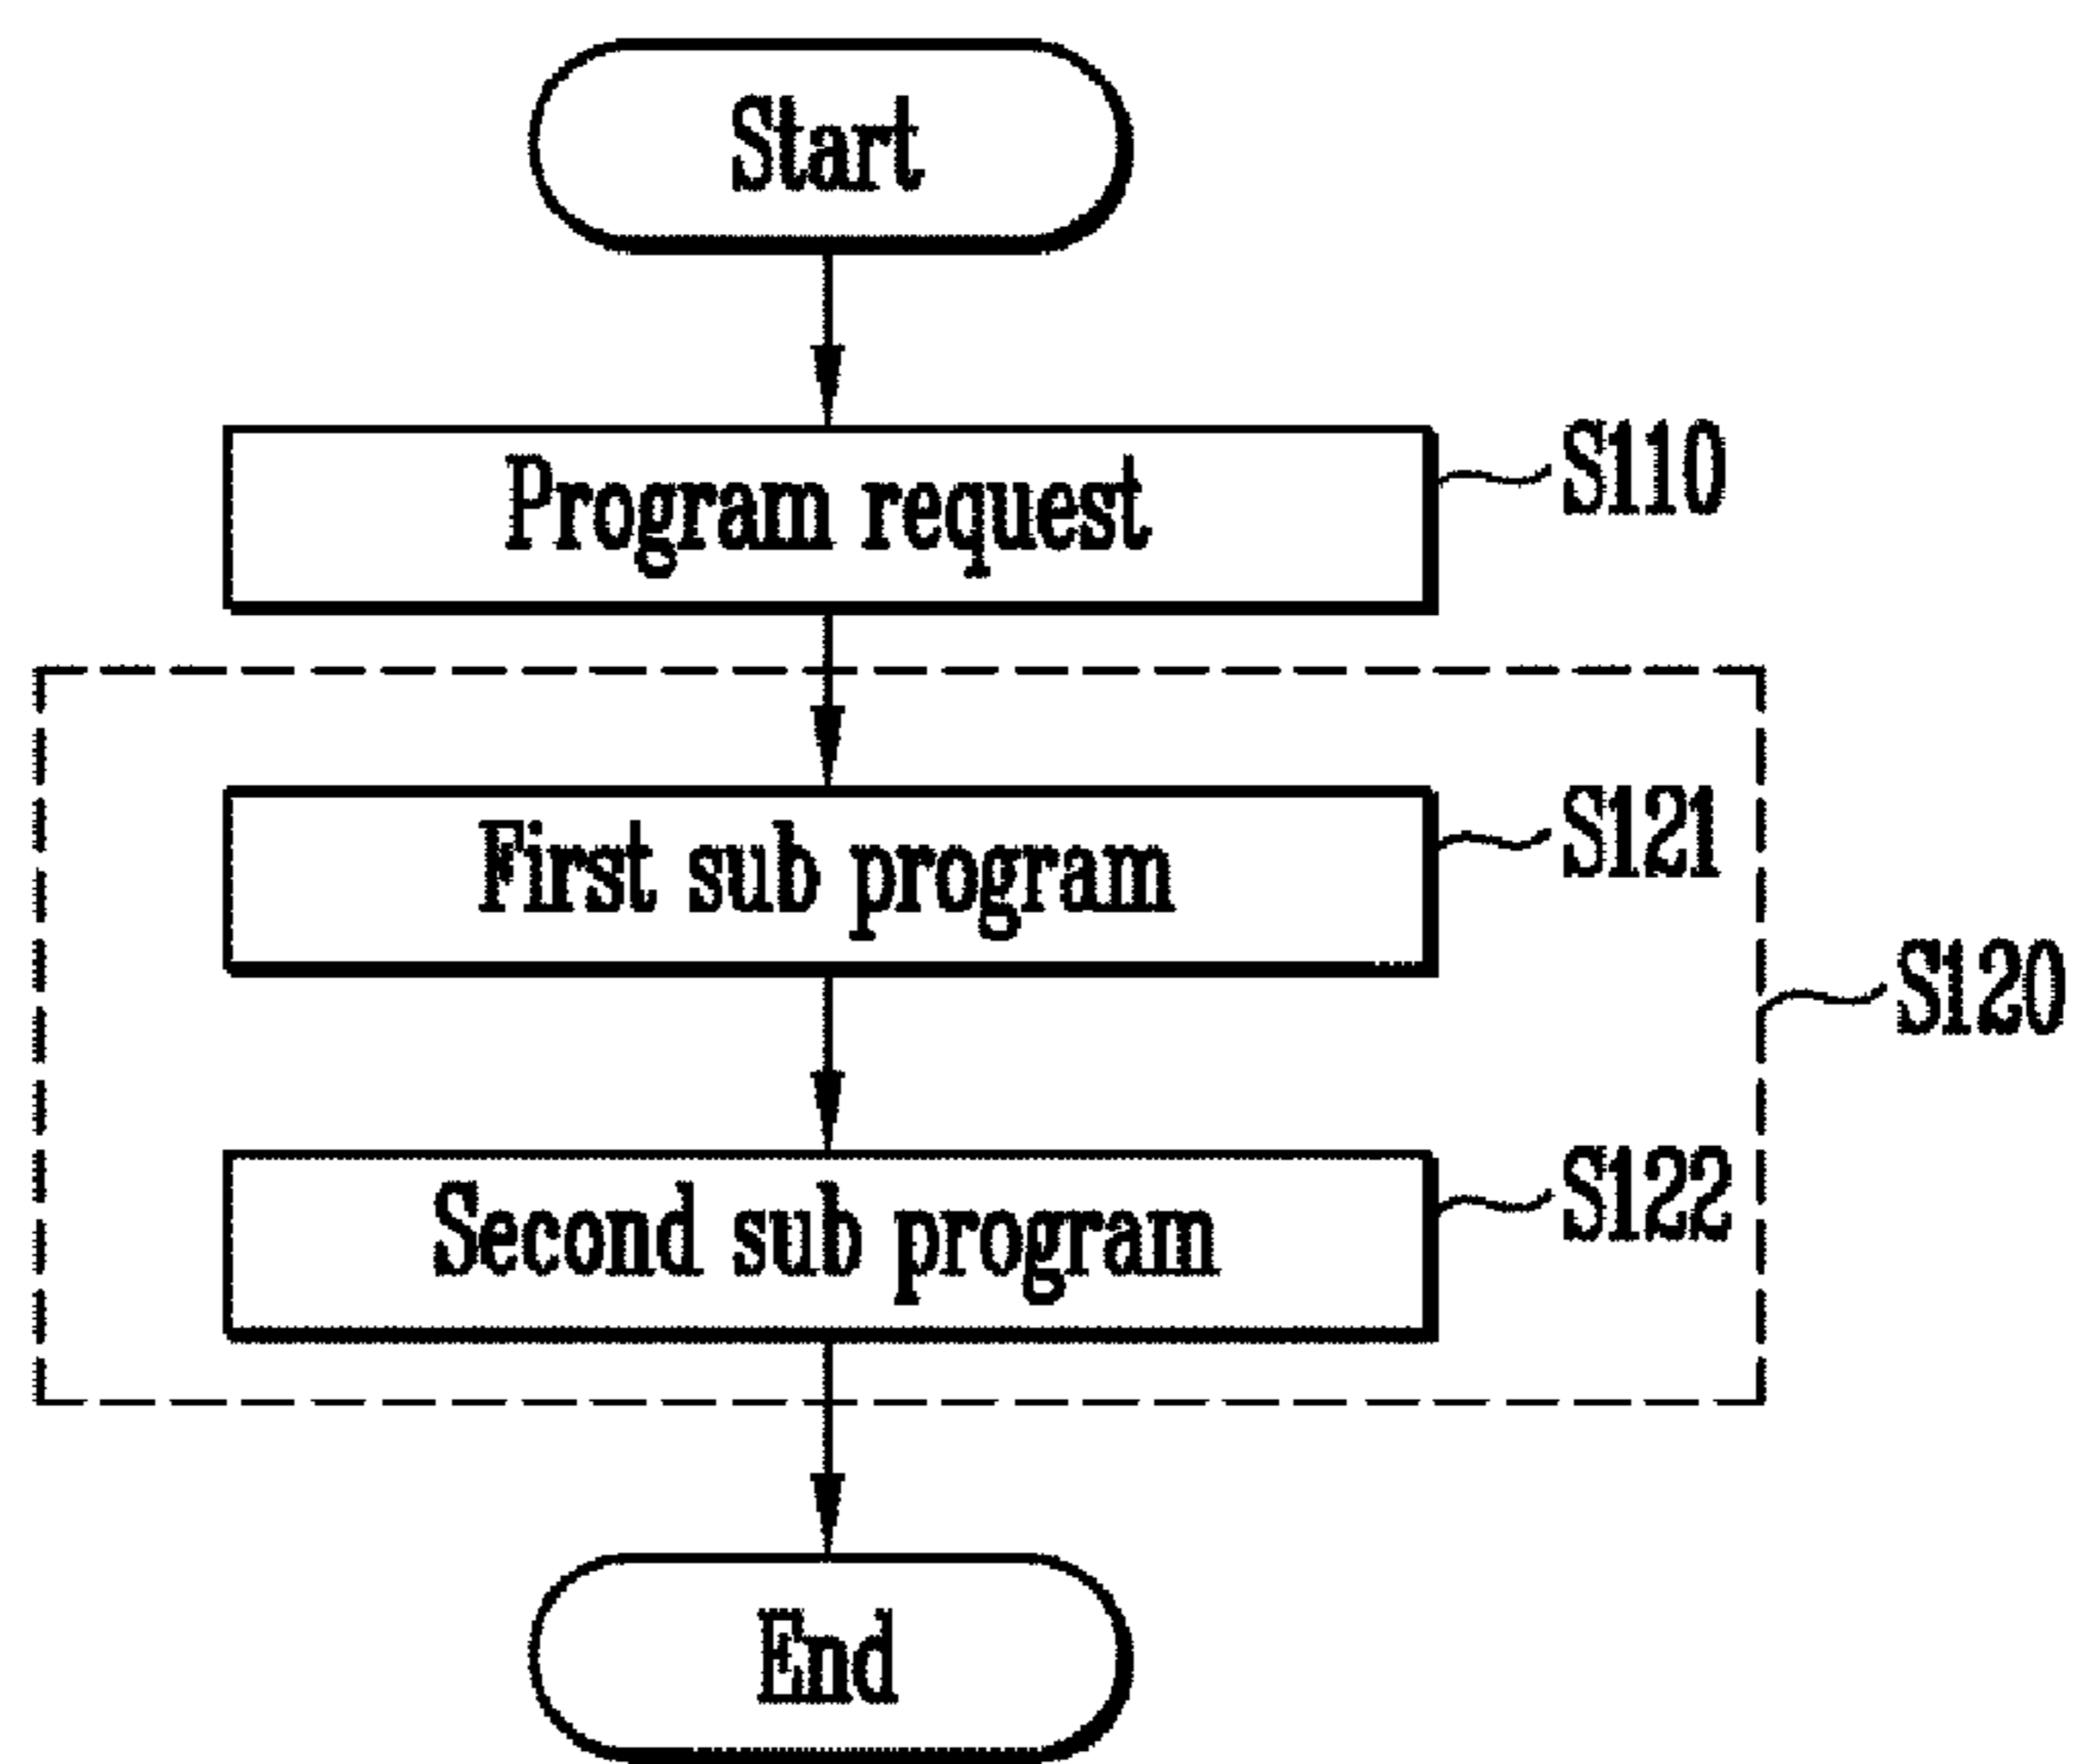 Start
Program request
S110
First sub program
S121
S120
Second sub program
S122
End